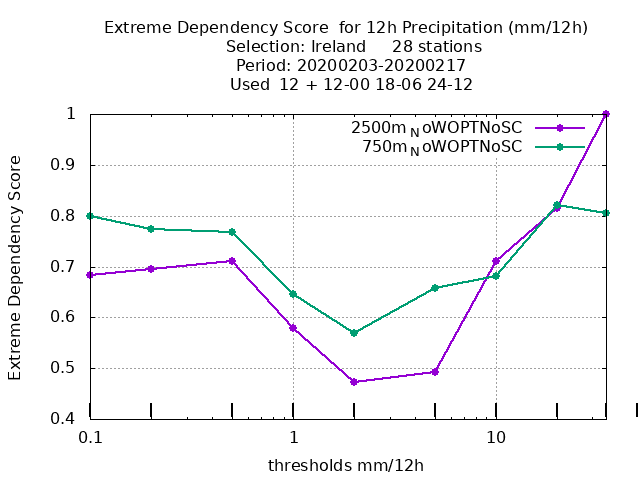 Extreme Dependency Score  for 12h Precipitation (mm/12h)
Selection: Ireland     28 stations
Period: 20200203-20200217
Used  12 + 12-00 18-06 24-12
2500m_NoWOPTNoSC
750m_NoWOPTNoSC
Extreme Dependency Score
1
0.9
0.8
0.7
0.6
0.5
0.4
0.1
1
10
thresholds mm/12h